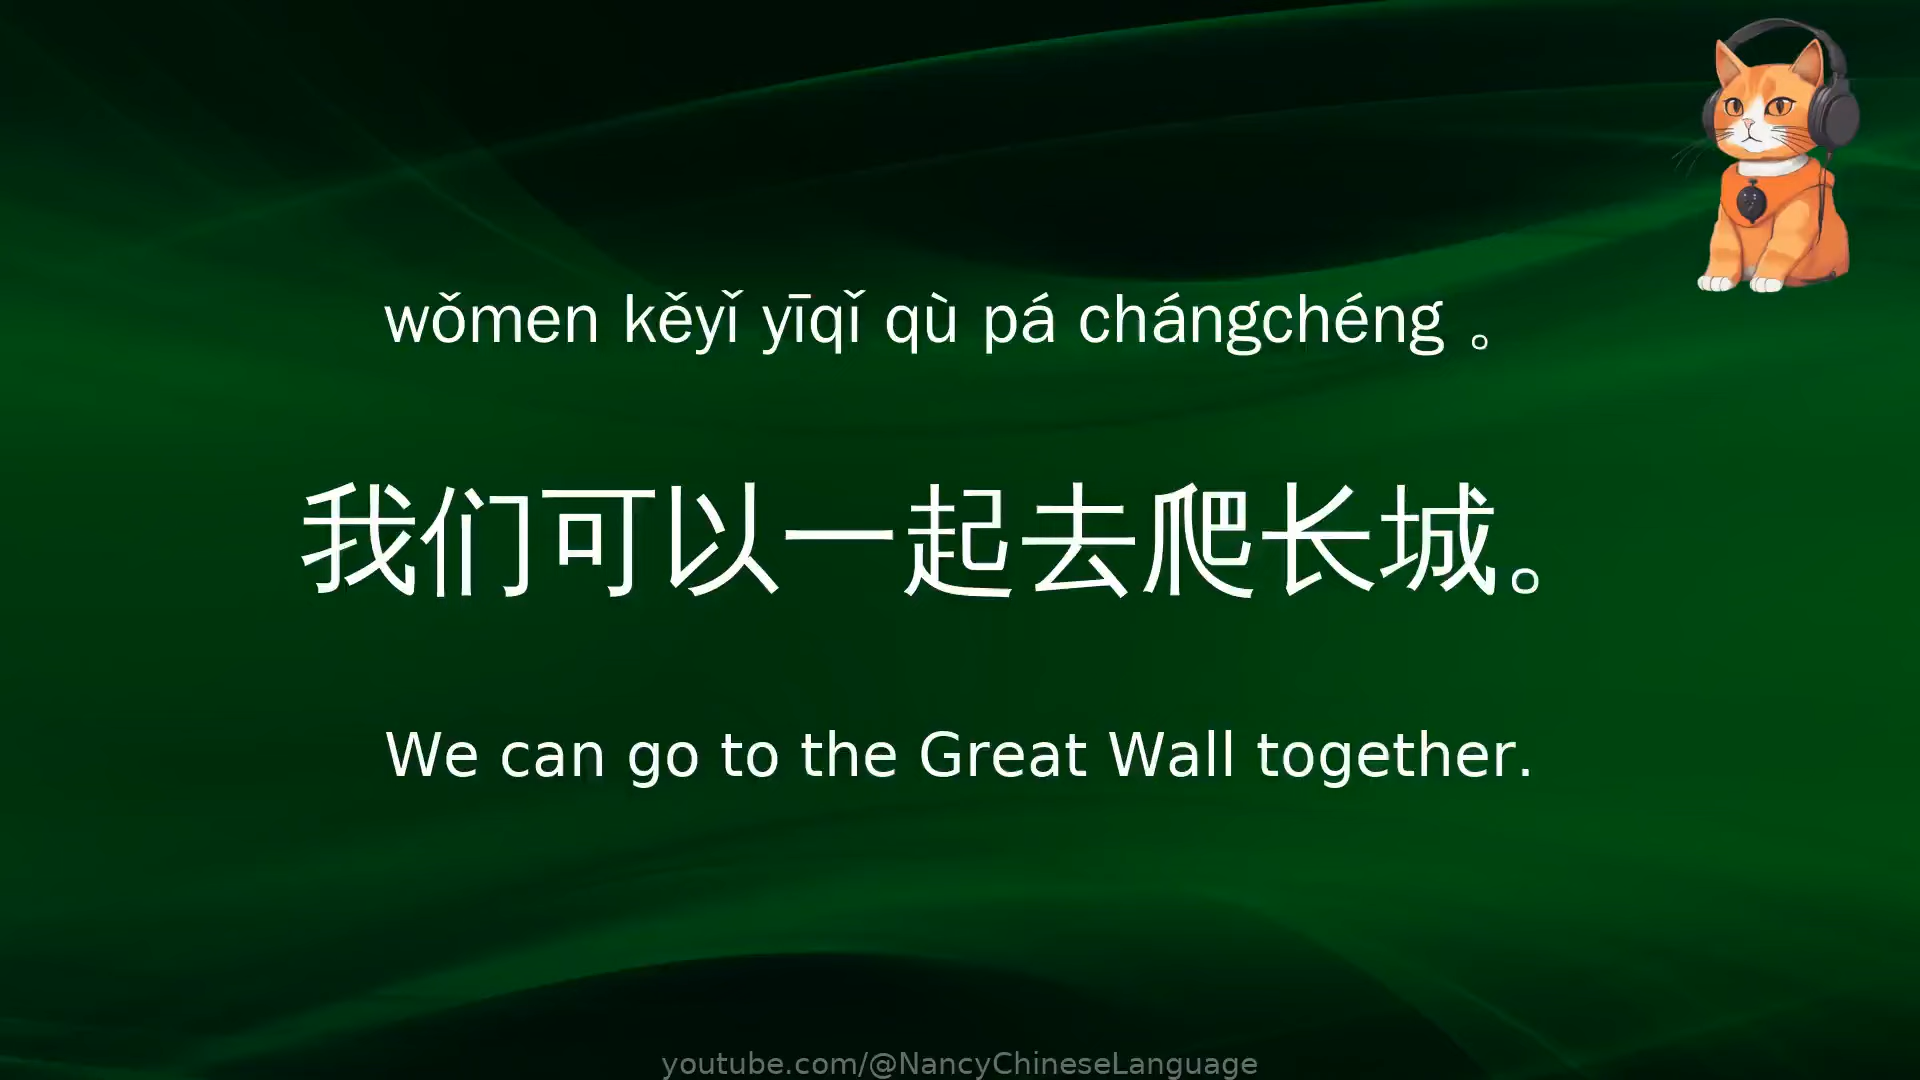 wǒmen kěyǐ yīqǐ qù pá chángchéng 。
我们可以一起去爬长城。
We can go to the Great Wall together.
youtube.com/@NancyChineseLanguage